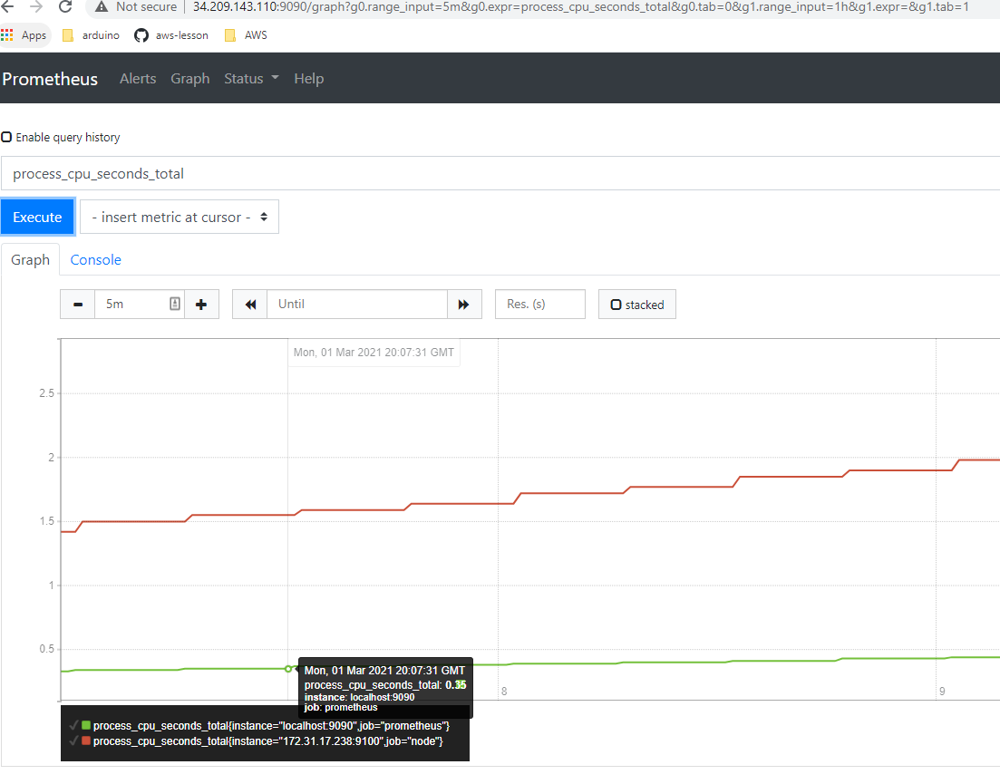 Not secure | 34.209.143.110:9090/graph?g0.range_input=5m&g0.expr=process_cpu_seconds_total&g0.tab=0&g1.range_input=1h&g1.expr=&g1.tab=1
Apps arduino aws-lesson AWS
Prometheus Alerts Graph Status Help
Enable query history
process_cpu_seconds_total
Execute - insert metric at cursor -
Graph Console
5m Until Res. (s) stacked
Mon, 01 Mar 2021 20:07:31 GMT
2.5
2
1.5
1
0.5
Mon, 01 Mar 2021 20:07:31 GMT
process_cpu_seconds_total: 0.35
instance: localhost:9090
job: prometheus
8 9
process_cpu_seconds_total{instance="localhost:9090",job="prometheus"}
process_cpu_seconds_total{instance="172.31.17.238:9100",job="node"}